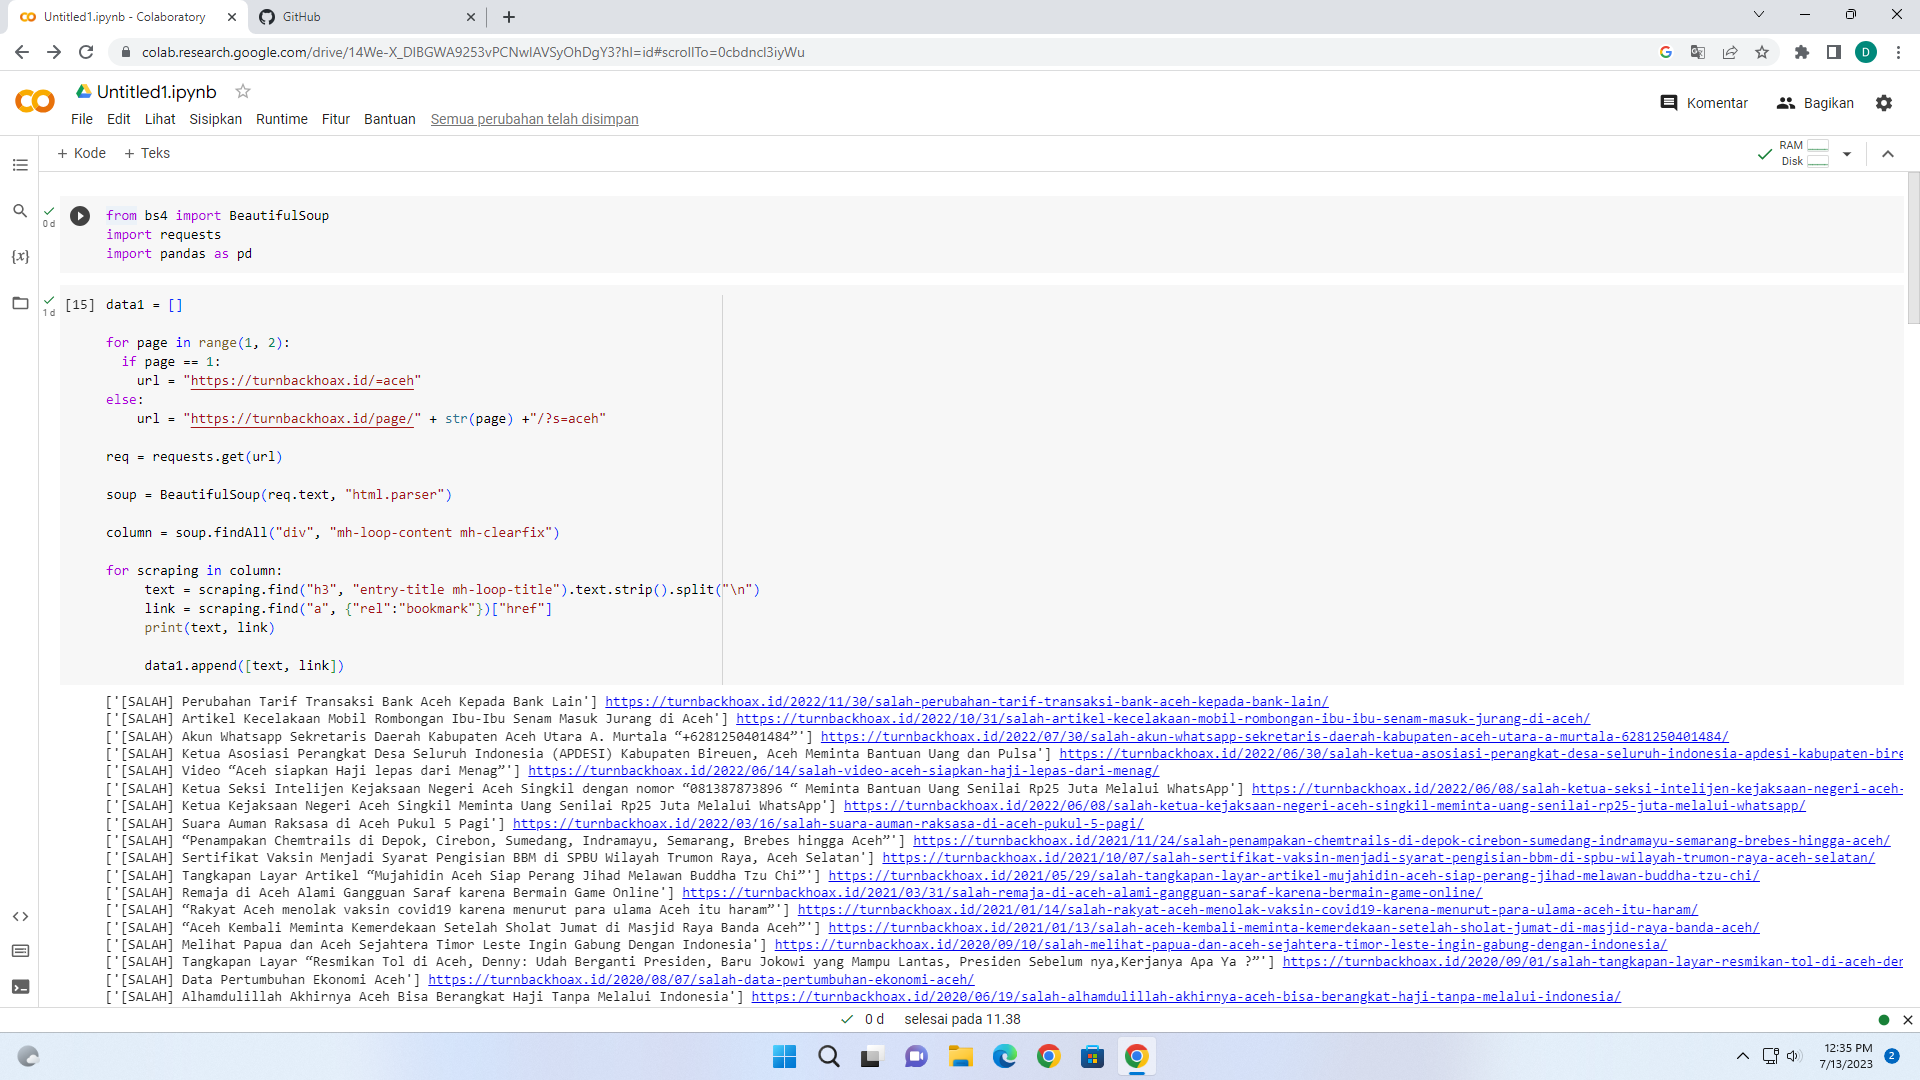 Untitled1.ipynb - Colaboratory
GitHub
colab.research.google.com/drive/14We-X_DlBGWA9253vPCNwlAVSyOhDgY3?hl=id#scrollTo=0cbdncl3iyWu
D
Untitled1.ipynb
Komentar
Bagikan
File Edit Lihat Sisipkan Runtime Fitur Bantuan Semua perubahan telah disimpan
+ Kode + Teks
RAM
Disk
0 d
from bs4 import BeautifulSoup
import requests
import pandas as pd
{x}
1 d
[15] data1 = []
for page in range(1, 2):
if page == 1:
url = "https://turnbackhoax.id/=aceh"
else:
url = "https://turnbackhoax.id/page/" + str(page) +"/?s=aceh"
req = requests.get(url)
soup = BeautifulSoup(req.text, "html.parser")
column = soup.findAll("div", "mh-loop-content mh-clearfix")
for scraping in column:
text = scraping.find("h3", "entry-title mh-loop-title").text.strip().split("\n")
link = scraping.find("a", {"rel":"bookmark"})["href"]
print(text, link)
data1.append([text, link])
['[SALAH] Perubahan Tarif Transaksi Bank Aceh Kepada Bank Lain'] https://turnbackhoax.id/2022/11/30/salah-perubahan-tarif-transaksi-bank-aceh-kepada-bank-lain/
['[SALAH] Artikel Kecelakaan Mobil Rombongan Ibu-Ibu Senam Masuk Jurang di Aceh'] https://turnbackhoax.id/2022/10/31/salah-artikel-kecelakaan-mobil-rombongan-ibu-ibu-senam-masuk-jurang-di-aceh/
['[SALAH) Akun Whatsapp Sekretaris Daerah Kabupaten Aceh Utara A. Murtala “+6281250401484”'] https://turnbackhoax.id/2022/07/30/salah-akun-whatsapp-sekretaris-daerah-kabupaten-aceh-utara-a-murtala-6281250401484/
['[SALAH] Ketua Asosiasi Perangkat Desa Seluruh Indonesia (APDESI) Kabupaten Bireuen, Aceh Meminta Bantuan Uang dan Pulsa'] https://turnbackhoax.id/2022/06/30/salah-ketua-asosiasi-perangkat-desa-seluruh-indonesia-apdesi-kabupaten-bire
['[SALAH] Video “Aceh siapkan Haji lepas dari Menag”'] https://turnbackhoax.id/2022/06/14/salah-video-aceh-siapkan-haji-lepas-dari-menag/
['[SALAH] Ketua Seksi Intelijen Kejaksaan Negeri Aceh Singkil dengan nomor “081387873896 “ Meminta Bantuan Uang Senilai Rp25 Juta Melalui WhatsApp'] https://turnbackhoax.id/2022/06/08/salah-ketua-seksi-intelijen-kejaksaan-negeri-aceh-
['[SALAH] Ketua Kejaksaan Negeri Aceh Singkil Meminta Uang Senilai Rp25 Juta Melalui WhatsApp'] https://turnbackhoax.id/2022/06/08/salah-ketua-kejaksaan-negeri-aceh-singkil-meminta-uang-senilai-rp25-juta-melalui-whatsapp/
['[SALAH] Suara Auman Raksasa di Aceh Pukul 5 Pagi'] https://turnbackhoax.id/2022/03/16/salah-suara-auman-raksasa-di-aceh-pukul-5-pagi/
['[SALAH] “Penampakan Chemtrails di Depok, Cirebon, Sumedang, Indramayu, Semarang, Brebes hingga Aceh”'] https://turnbackhoax.id/2021/11/24/salah-penampakan-chemtrails-di-depok-cirebon-sumedang-indramayu-semarang-brebes-hingga-aceh/
['[SALAH] Sertifikat Vaksin Menjadi Syarat Pengisian BBM di SPBU Wilayah Trumon Raya, Aceh Selatan'] https://turnbackhoax.id/2021/10/07/salah-sertifikat-vaksin-menjadi-syarat-pengisian-bbm-di-spbu-wilayah-trumon-raya-aceh-selatan/
['[SALAH] Tangkapan Layar Artikel “Mujahidin Aceh Siap Perang Jihad Melawan Buddha Tzu Chi”'] https://turnbackhoax.id/2021/05/29/salah-tangkapan-layar-artikel-mujahidin-aceh-siap-perang-jihad-melawan-buddha-tzu-chi/
['[SALAH] Remaja di Aceh Alami Gangguan Saraf karena Bermain Game Online'] https://turnbackhoax.id/2021/03/31/salah-remaja-di-aceh-alami-gangguan-saraf-karena-bermain-game-online/
['[SALAH] “Rakyat Aceh menolak vaksin covid19 karena menurut para ulama Aceh itu haram”'] https://turnbackhoax.id/2021/01/14/salah-rakyat-aceh-menolak-vaksin-covid19-karena-menurut-para-ulama-aceh-itu-haram/
['[SALAH] “Aceh Kembali Meminta Kemerdekaan Setelah Sholat Jumat di Masjid Raya Banda Aceh”'] https://turnbackhoax.id/2021/01/13/salah-aceh-kembali-meminta-kemerdekaan-setelah-sholat-jumat-di-masjid-raya-banda-aceh/
['[SALAH] Melihat Papua dan Aceh Sejahtera Timor Leste Ingin Gabung Dengan Indonesia'] https://turnbackhoax.id/2020/09/10/salah-melihat-papua-dan-aceh-sejahtera-timor-leste-ingin-gabung-dengan-indonesia/
['[SALAH] Tangkapan Layar “Resmikan Tol di Aceh, Denny: Udah Berganti Presiden, Baru Jokowi yang Mampu Lantas, Presiden Sebelum nya,Kerjanya Apa Ya ?”'] https://turnbackhoax.id/2020/09/01/salah-tangkapan-layar-resmikan-tol-di-aceh-den
['[SALAH] Data Pertumbuhan Ekonomi Aceh'] https://turnbackhoax.id/2020/08/07/salah-data-pertumbuhan-ekonomi-aceh/
['[SALAH] Alhamdulillah Akhirnya Aceh Bisa Berangkat Haji Tanpa Melalui Indonesia'] https://turnbackhoax.id/2020/06/19/salah-alhamdulillah-akhirnya-aceh-bisa-berangkat-haji-tanpa-melalui-indonesia/
0 d selesai pada 11.38
12:35 PM
7/13/2023
2